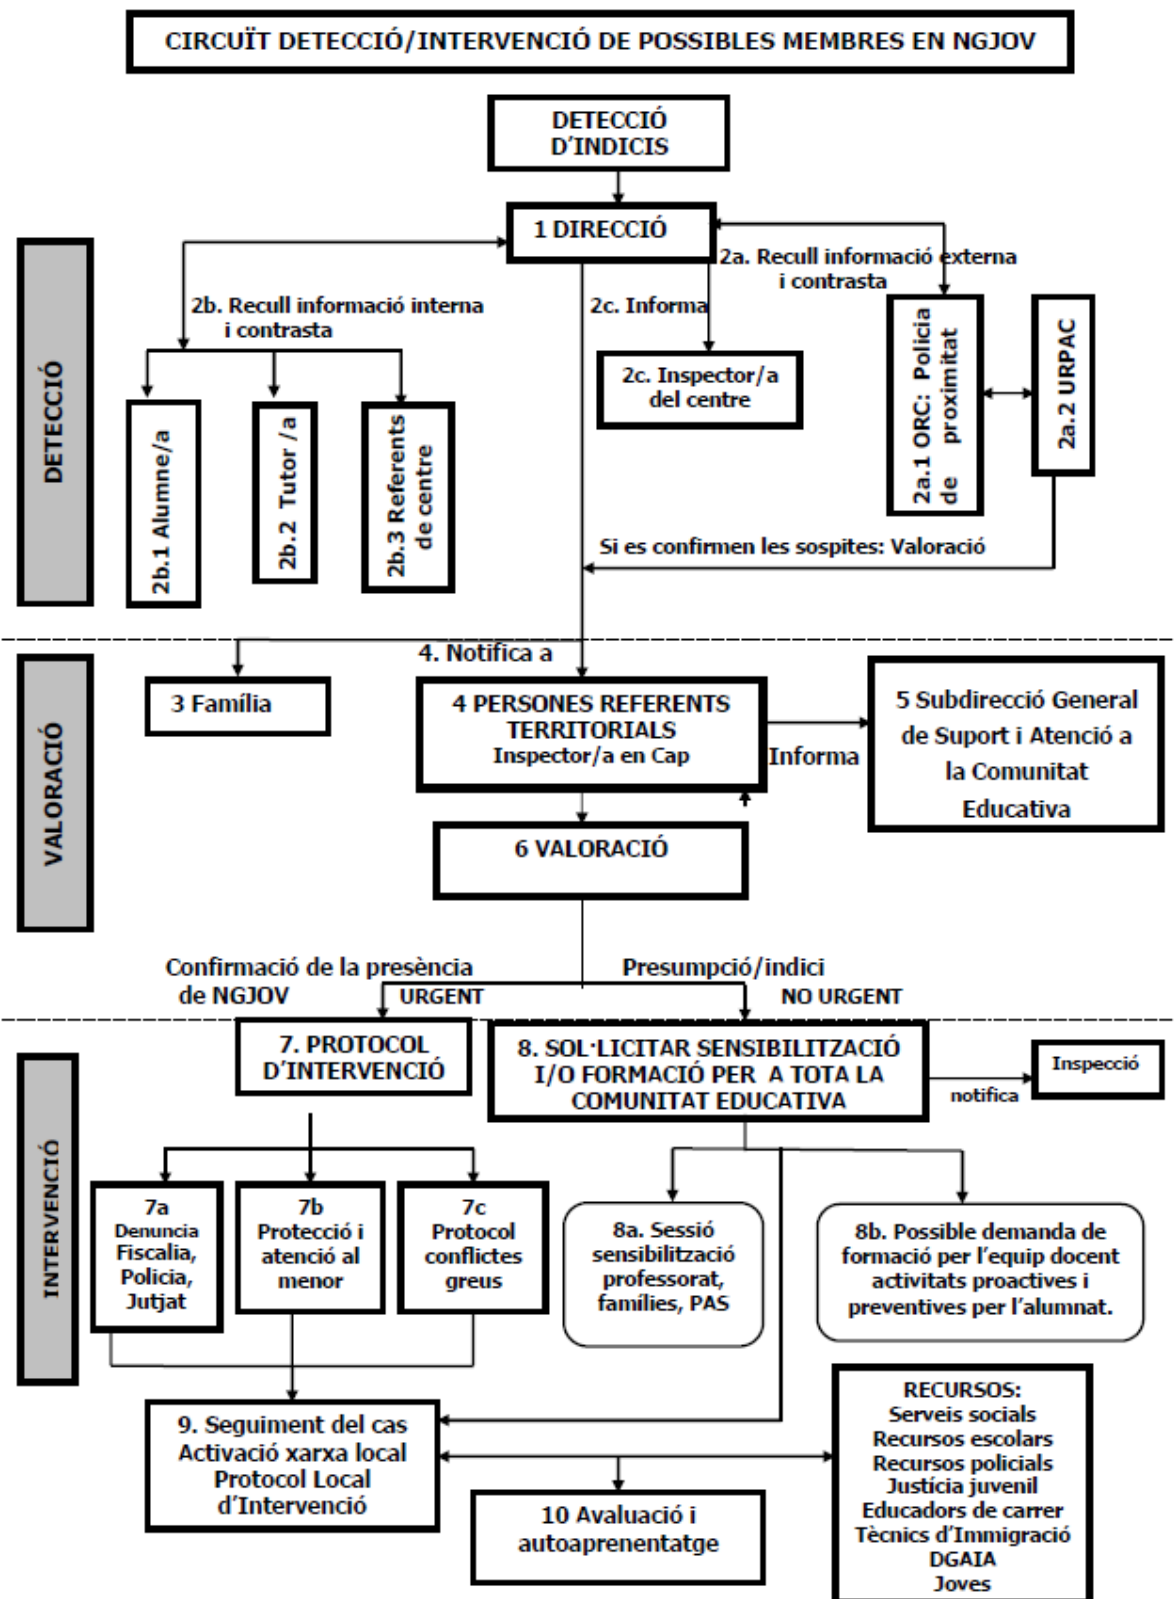 CIRCUÏT DETECCIÓ/INTERVENCIÓ DE POSSIBLES MEMBRES EN NGJOV
DETECCIÓ
D'INDICIS
1 DIRECCIÓ
2a. Recull informació externa
i contrasta
2b. Recull informació interna
i contrasta
2c. Informa
2c. Inspector/a
del centre
2a.1 ORC: Policia
de proximitat
2a.2 URPAC
DETECCIÓ
2b.1 Alumne/a
2b.2 Tutor /a
2b.3 Referents
de centre
Si es confirmen les sospites: Valoració
4. Notifica a
VALORACIÓ
3 Família
4 PERSONES REFERENTS
TERRITORIALS
Inspector/a en Cap
Informa
5 Subdirecció General
de Suport i Atenció a
la Comunitat
Educativa
6 VALORACIÓ
Confirmació de la presència
de NGJOV
URGENT
Presumpció/indici
NO URGENT
INTERVENCIÓ
7. PROTOCOL
D'INTERVENCIÓ
8. SOL·LICITAR SENSIBILITZACIÓ
I/O FORMACIÓ PER A TOTA LA
COMUNITAT EDUCATIVA
notifica
Inspecció
7a
Denuncia
Fiscalia,
Policia,
Jutjat
7b
Protecció i
atenció al
menor
7c
Protocol
conflictes
greus
8a. Sessió
sensibilització
professorat,
famílies, PAS
8b. Possible demanda de
formació per l'equip docent
activitats proactives i
preventives per l'alumnat.
9. Seguiment del cas
Activació xarxa local
Protocol Local
d'Intervenció
10 Avaluació i
autoaprenentatge
RECURSOS:
Serveis socials
Recursos escolars
Recursos policials
Justícia juvenil
Educadors de carrer
Tècnics d'Immigració
DGAIA
Joves